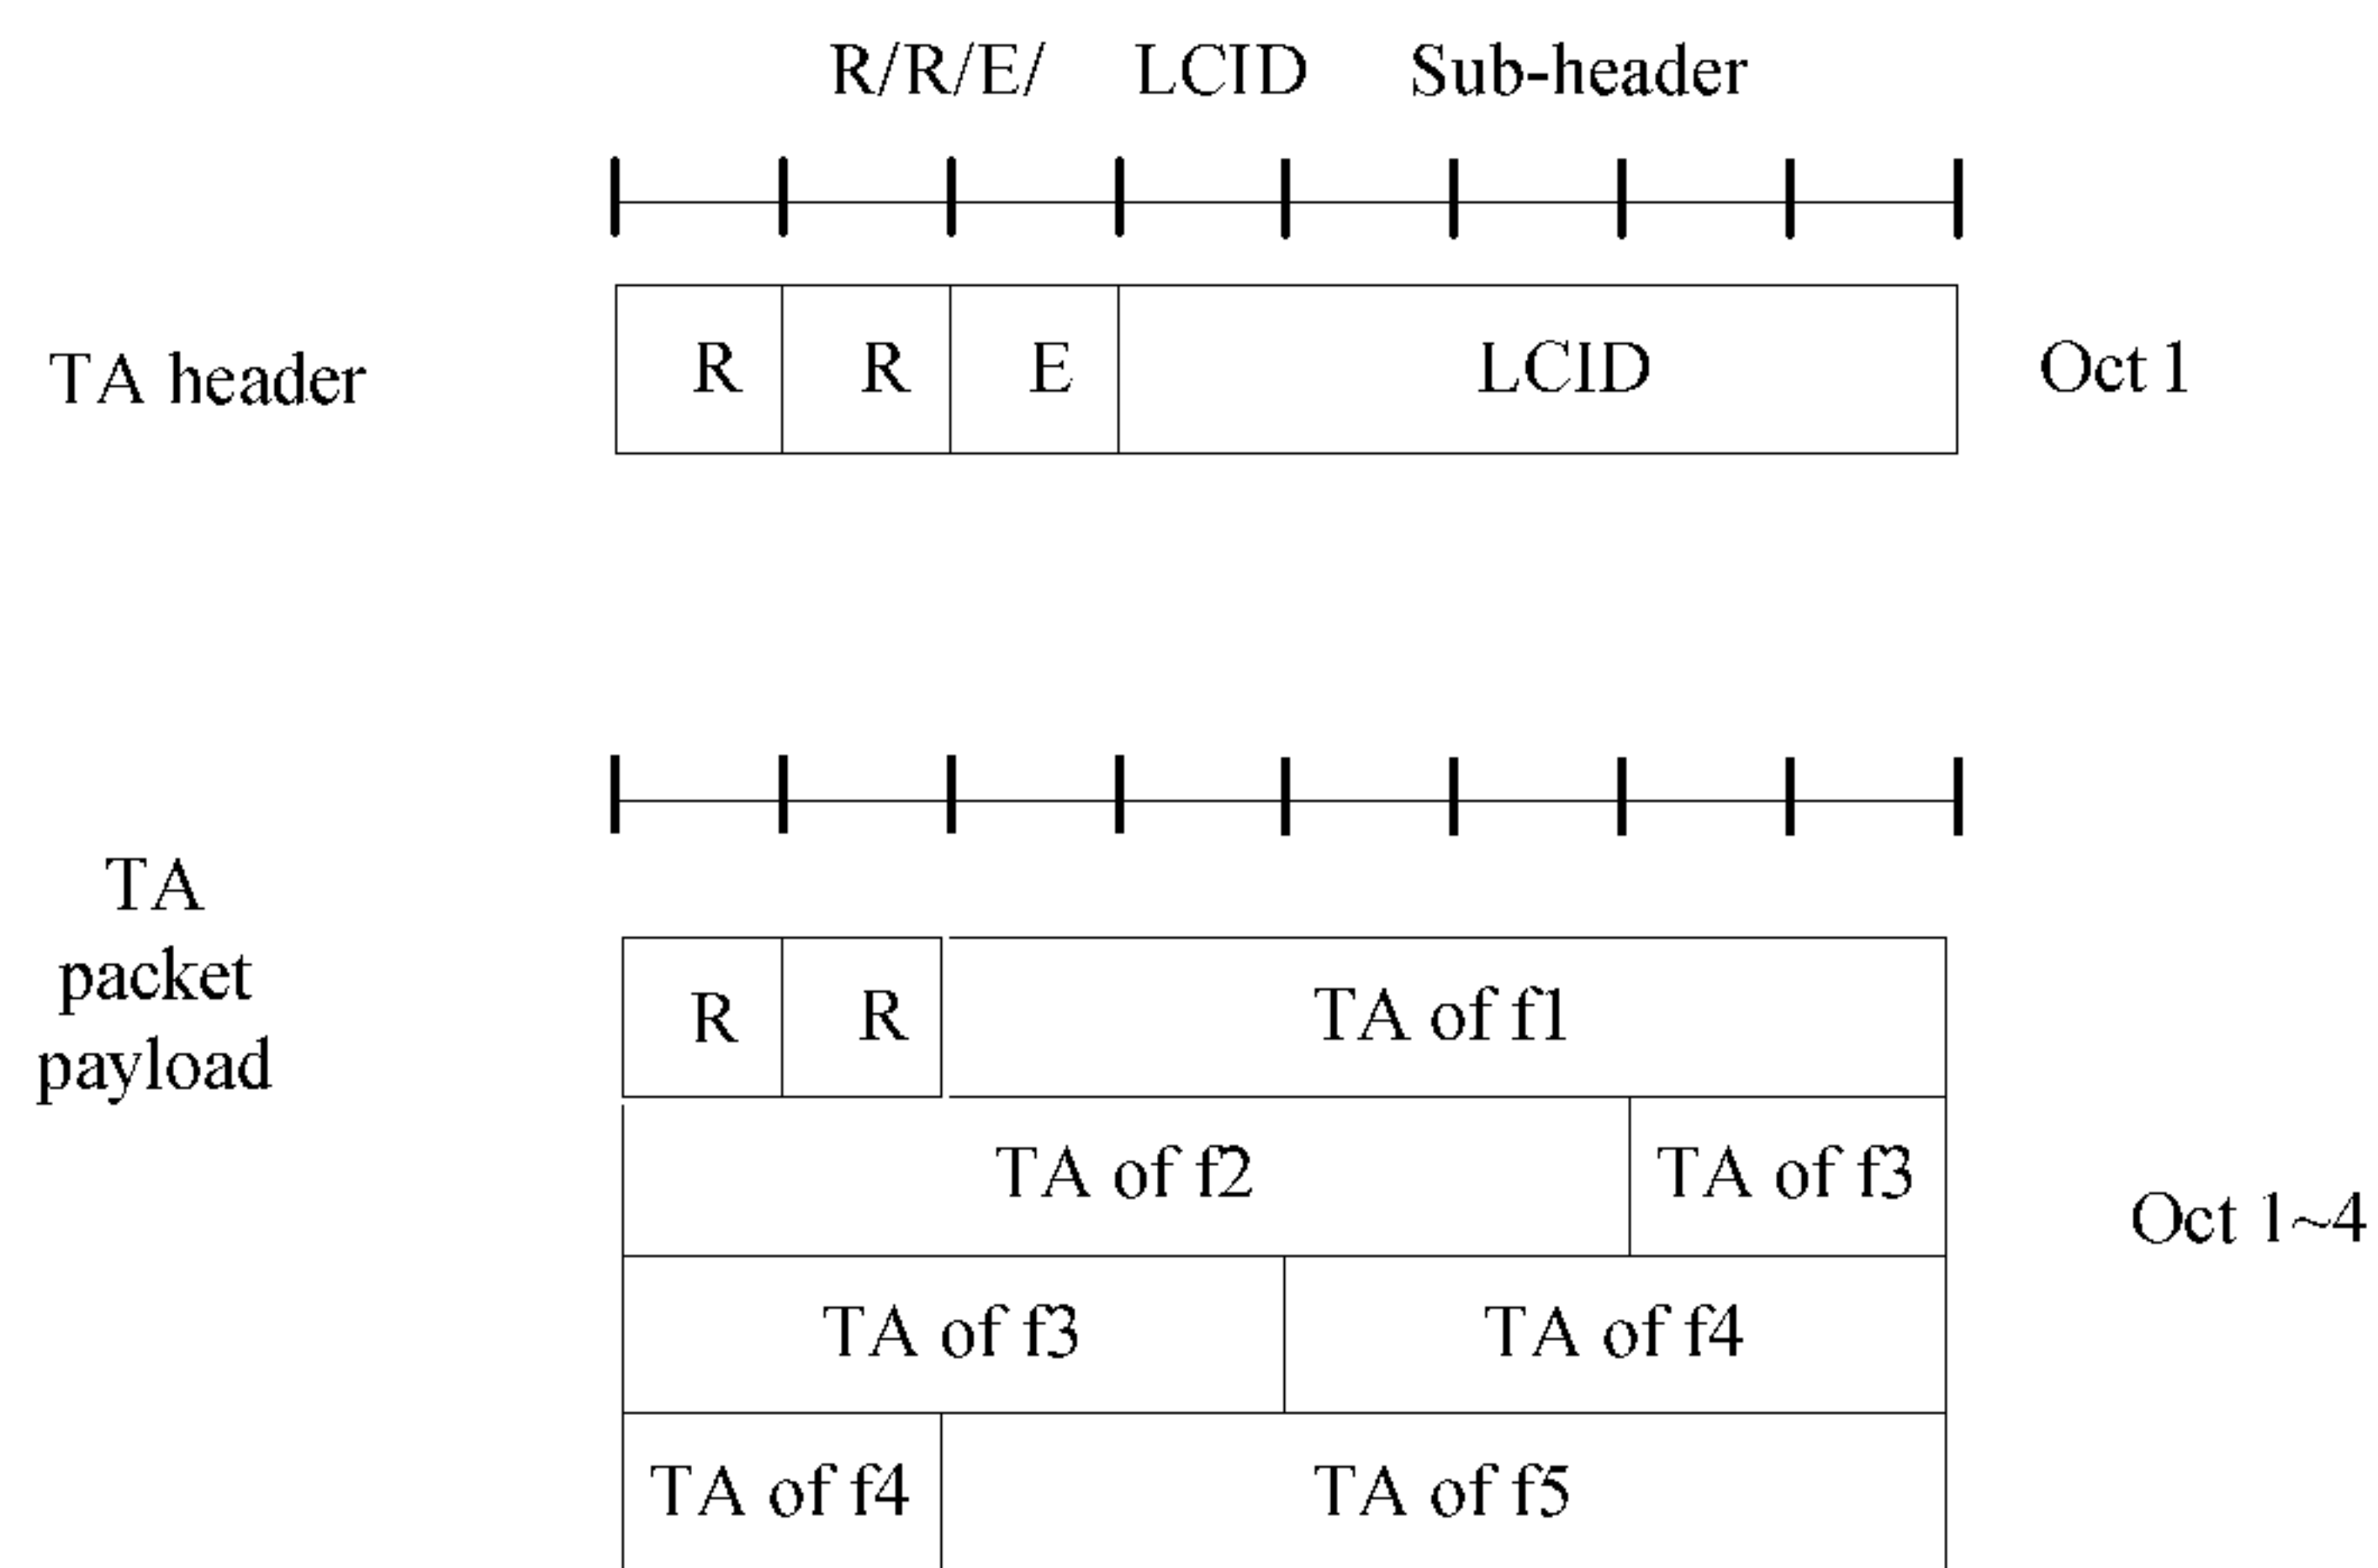 R/R/E/ LCID Sub-header
TA header R R E LCID Oct 1
TA
packet
payload
R R TA of f1
TA of f2 TA of f3
Oct 1~4
TA of f3 TA of f4
TA of f4 TA of f5